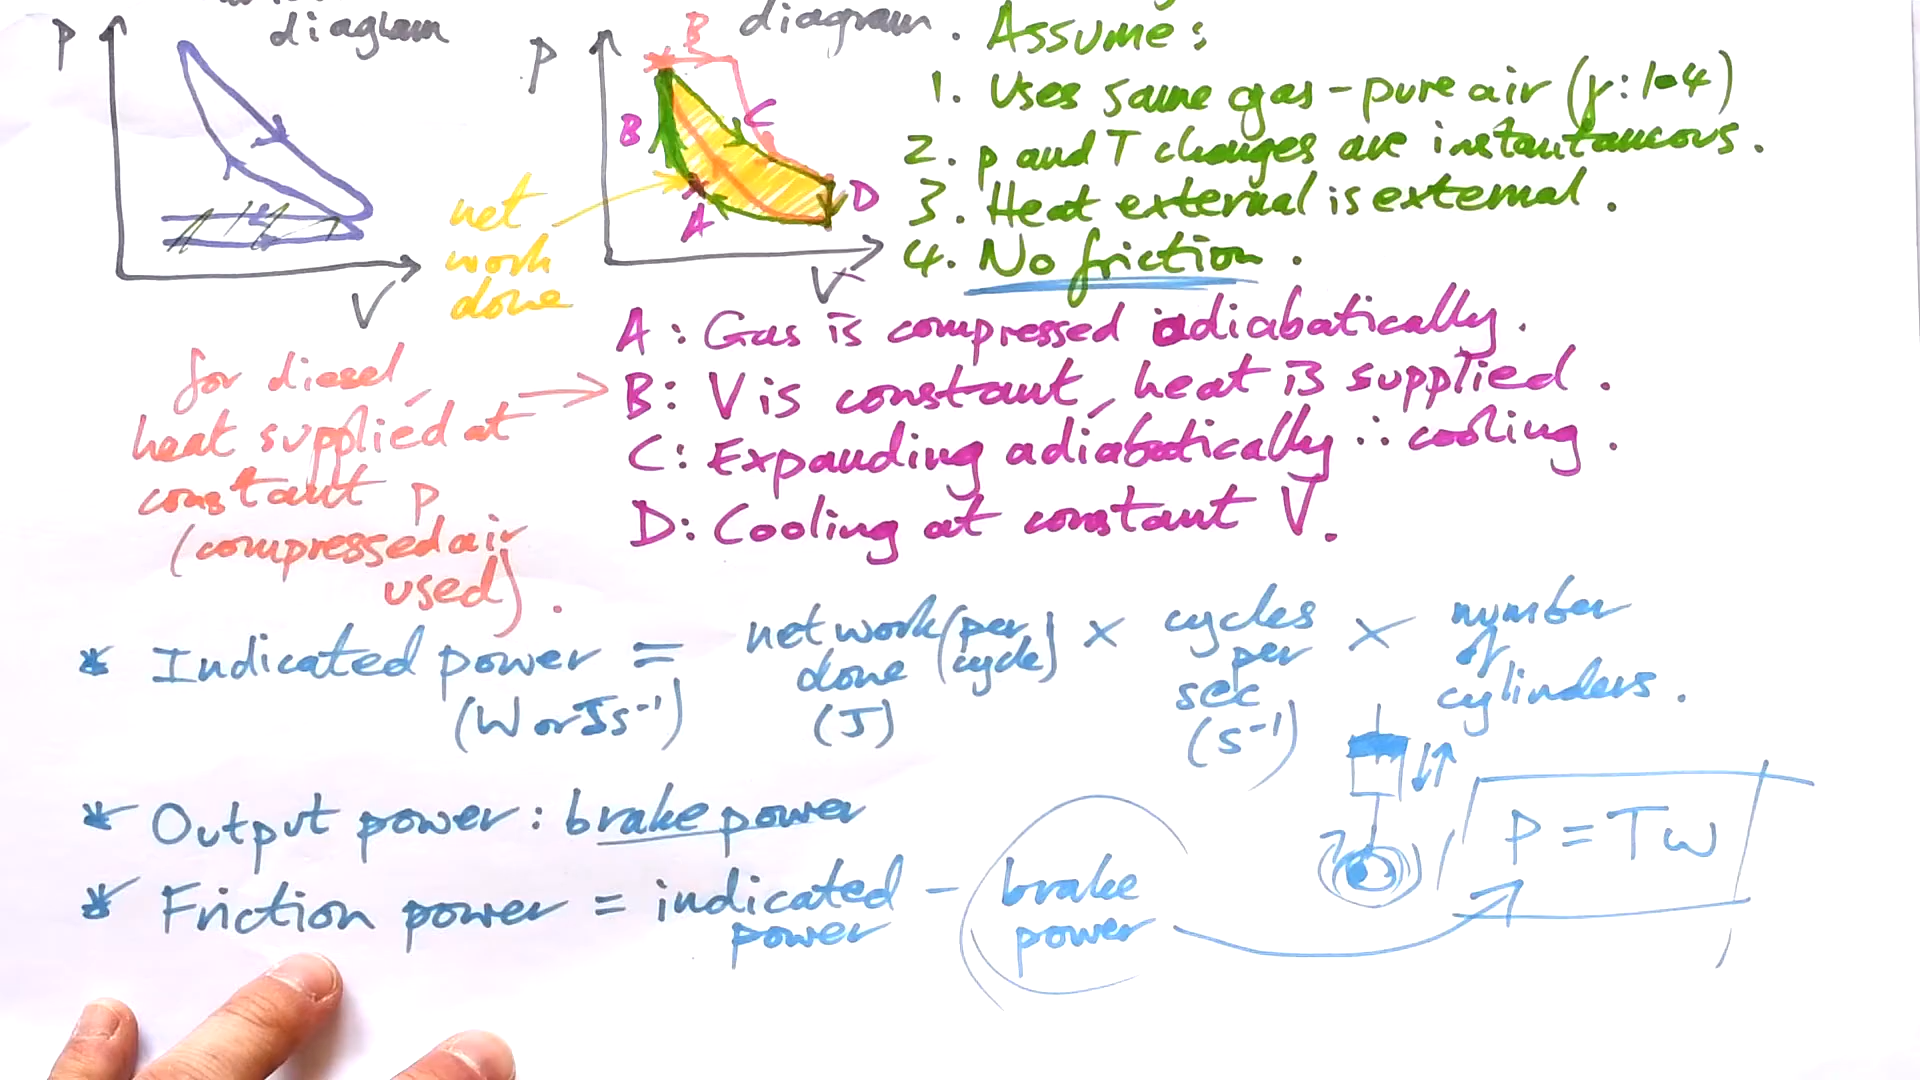 diagram
p
V
diagram.
p
V
B
B
C
A
D
net
work
done
Assume:
1. Uses same gas - pure air (γ: 1.4)
2. p and T changes are instantaneous.
3. Heat external is external.
4. No friction.
A: Gas is compressed adiabatically.
B: V is constant, heat is supplied.
C: Expanding adiabatically ∴ cooling.
D: Cooling at constant V.
for diesel,
heat supplied at
constant p
(compressed air
used).
* Indicated power = net work done (per cycle) × cycles per sec × number of cylinders.
(W or Js⁻¹) (J) (s⁻¹)
* Output power: brake power
* Friction power = indicated power - brake power
P = Tω